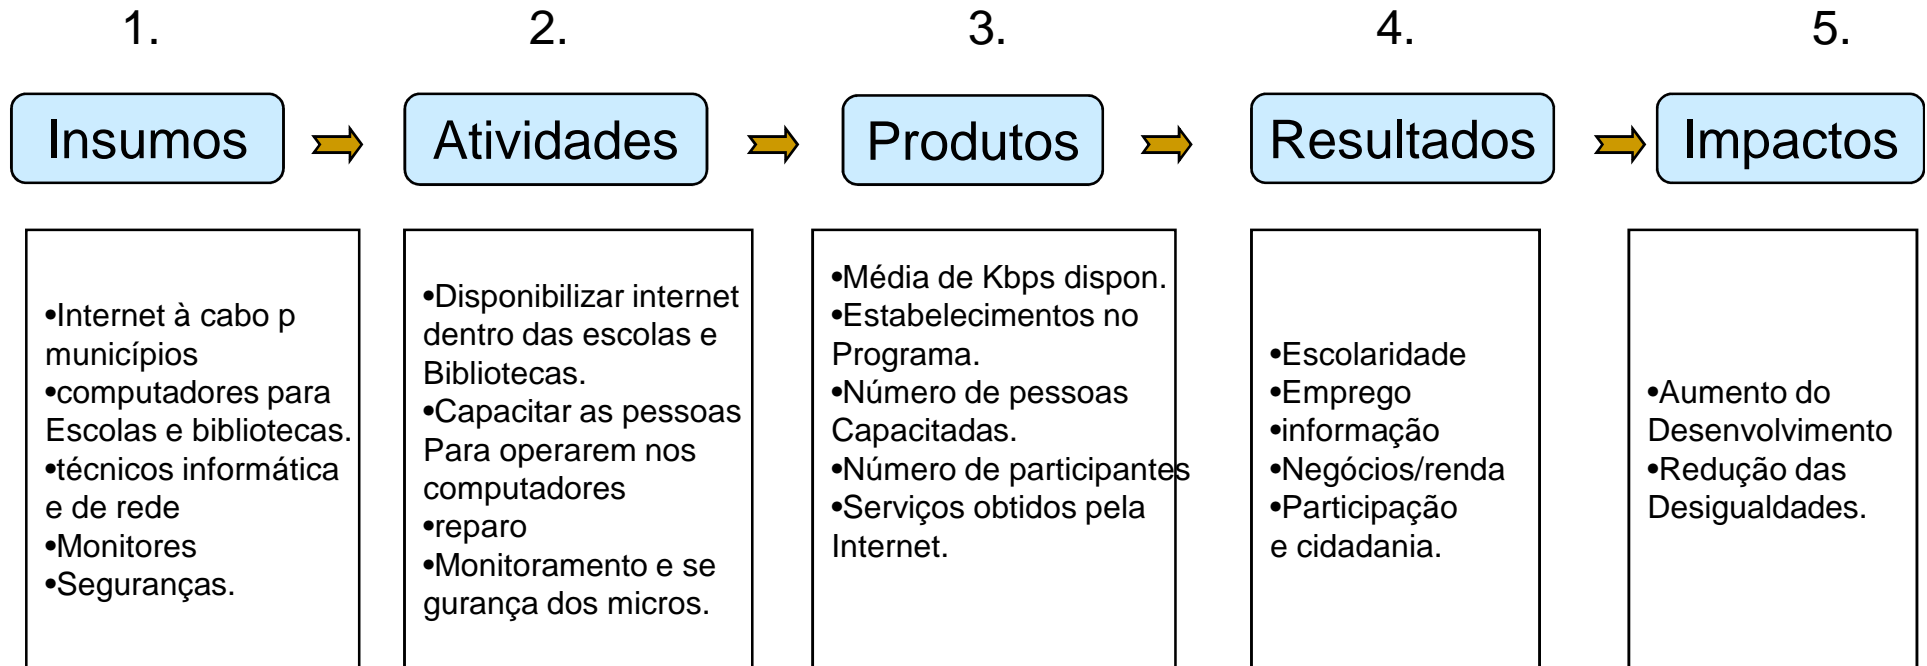 1.
2.
3.
4.
5.
Insumos
Atividades
Produtos
Resultados
Impactos
•Internet à cabo p
municípios
•computadores para
Escolas e bibliotecas.
•técnicos informática
e de rede
•Monitores
•Seguranças.
•Disponibilizar internet
dentro das escolas e
Bibliotecas.
•Capacitar as pessoas
Para operarem nos
computadores
•reparo
•Monitoramento e se
gurança dos micros.
•Média de Kbps dispon.
•Estabelecimentos no
Programa.
•Número de pessoas
Capacitadas.
•Número de participantes
•Serviços obtidos pela
Internet.
•Escolaridade
•Emprego
•informação
•Negócios/renda
•Participação
e cidadania.
•Aumento do
Desenvolvimento
•Redução das
Desigualdades.